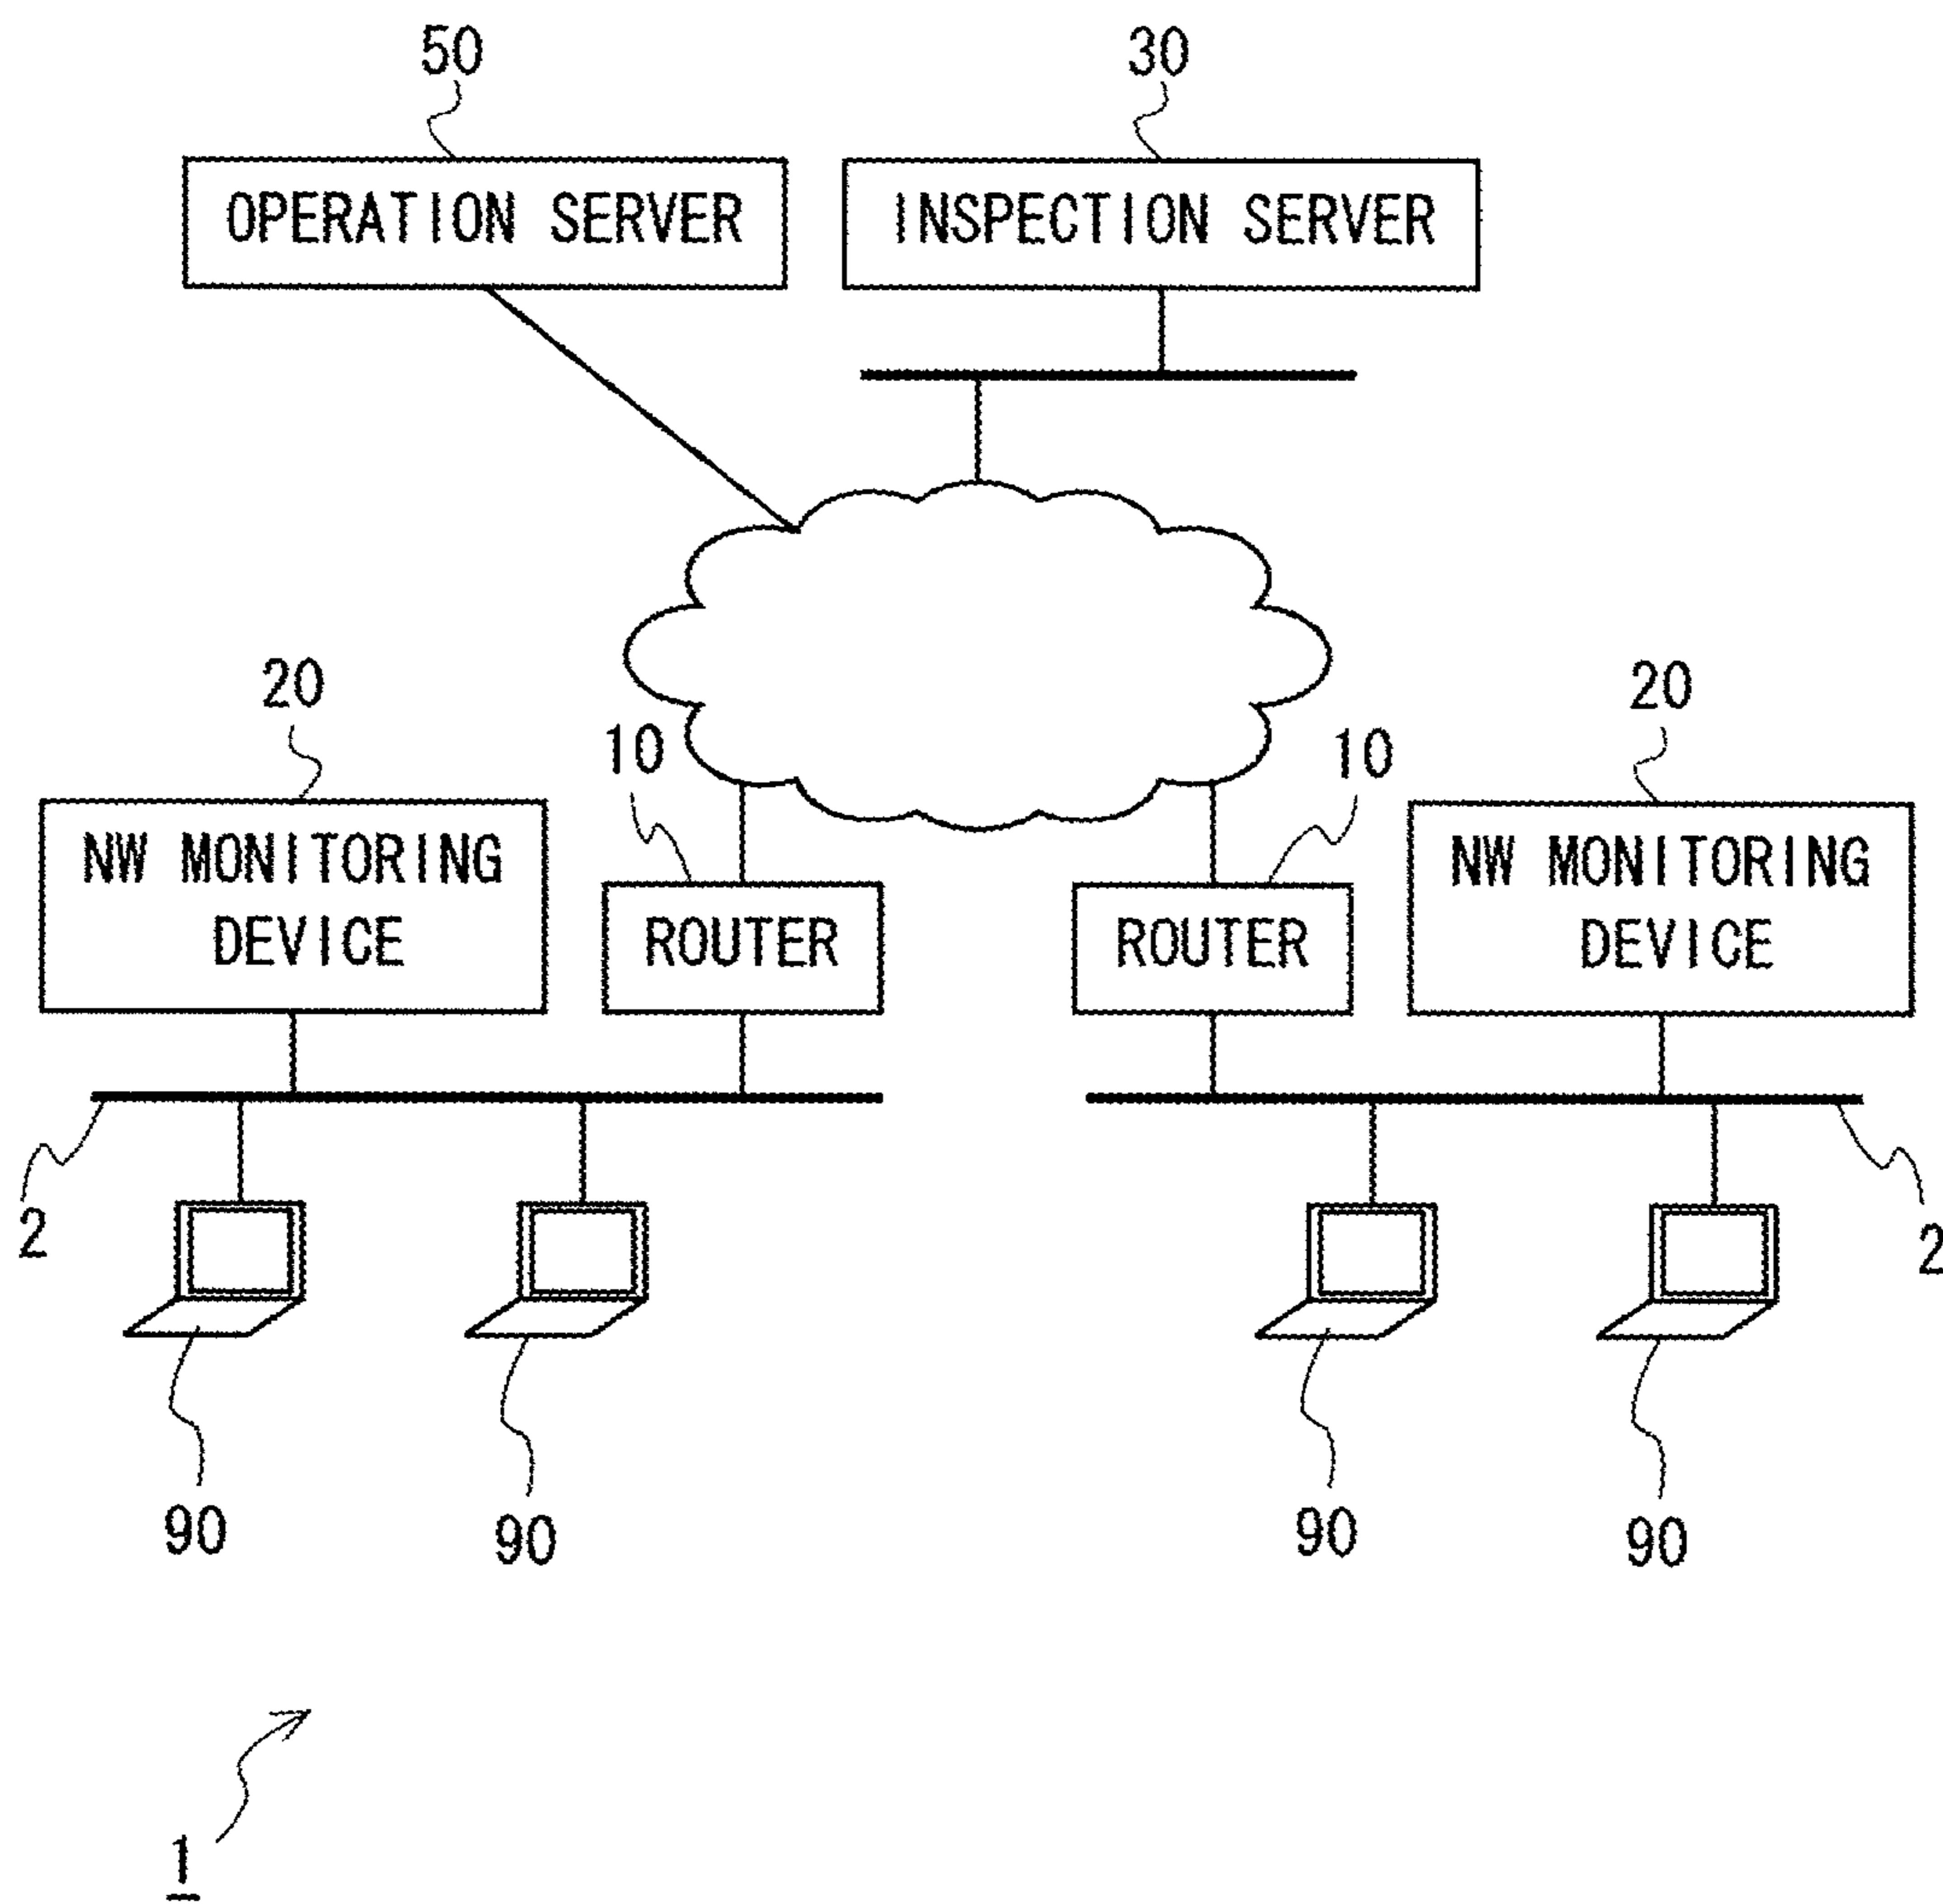 50
30
OPERATION SERVER
INSPECTION SERVER
20
20
10
10
NW MONITORING
DEVICE
ROUTER
ROUTER
NW MONITORING
DEVICE
2
2
90
90
90
90
1